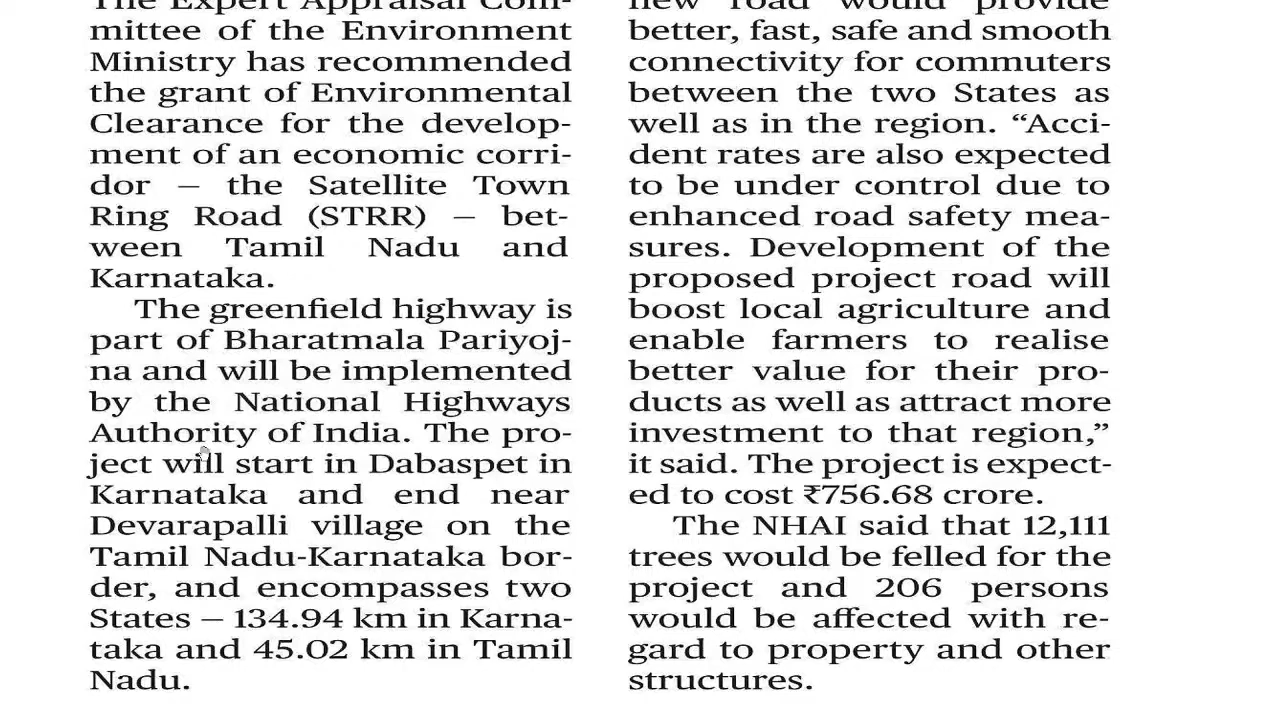 The Expert Appraisal Com-
mittee of the Environment
Ministry has recommended
the grant of Environmental
Clearance for the develop-
ment of an economic corri-
dor – the Satellite Town
Ring Road (STRR) – bet-
ween Tamil Nadu and
Karnataka.
The greenfield highway is
part of Bharatmala Pariyoj-
na and will be implemented
by the National Highways
Authority of India. The pro-
ject will start in Dabaspet in
Karnataka and end near
Devarapalli village on the
Tamil Nadu-Karnataka bor-
der, and encompasses two
States – 134.94 km in Karna-
taka and 45.02 km in Tamil
Nadu.
new road would provide
better, fast, safe and smooth
connectivity for commuters
between the two States as
well as in the region. “Acci-
dent rates are also expected
to be under control due to
enhanced road safety mea-
sures. Development of the
proposed project road will
boost local agriculture and
enable farmers to realise
better value for their pro-
ducts as well as attract more
investment to that region,”
it said. The project is expect-
ed to cost ₹756.68 crore.
The NHAI said that 12,111
trees would be felled for the
project and 206 persons
would be affected with re-
gard to property and other
structures.